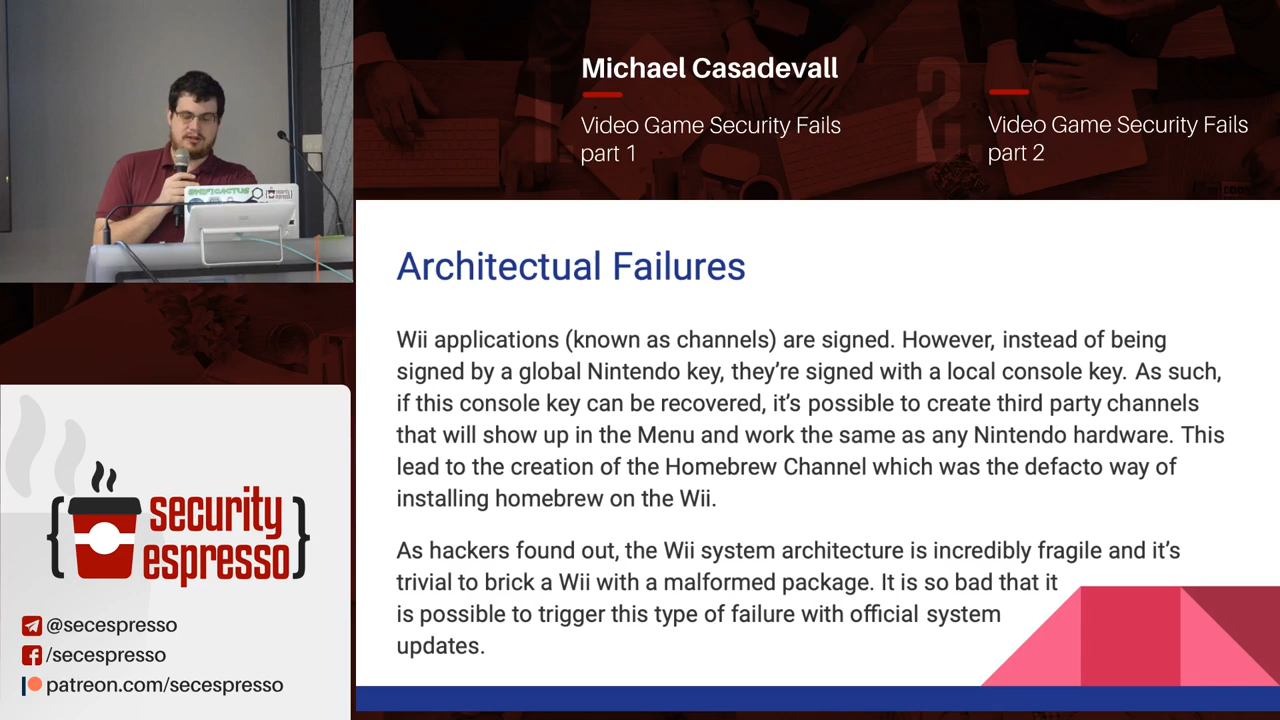 Michael Casadevall
1
Video Game Security Fails
part 1
2
Video Game Security Fails
part 2
Architectual Failures
Wii applications (known as channels) are signed. However, instead of being
signed by a global Nintendo key, they’re signed with a local console key. As such,
if this console key can be recovered, it’s possible to create third party channels
that will show up in the Menu and work the same as any Nintendo hardware. This
lead to the creation of the Homebrew Channel which was the defacto way of
installing homebrew on the Wii.
As hackers found out, the Wii system architecture is incredibly fragile and it’s
trivial to brick a Wii with a malformed package. It is so bad that it
is possible to trigger this type of failure with official system
updates.
{security
espresso}
@secespresso
/secespresso
patreon.com/secespresso